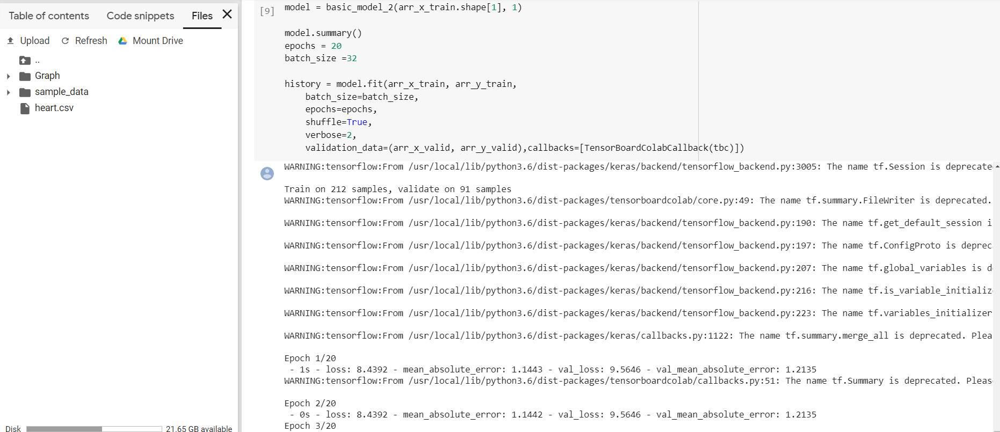 Table of contents Code snippets Files
Upload Refresh Mount Drive
..
Graph
sample_data
heart.csv
Disk 21.65 GB available
[9]
model = basic_model_2(arr_x_train.shape[1], 1)
model.summary()
epochs = 20
batch_size =32
history = model.fit(arr_x_train, arr_y_train,
batch_size=batch_size,
epochs=epochs,
shuffle=True,
verbose=2,
validation_data=(arr_x_valid, arr_y_valid),callbacks=[TensorBoardColabCallback(tbc)])
WARNING:tensorflow:From /usr/local/lib/python3.6/dist-packages/keras/backend/tensorflow_backend.py:3005: The name tf.Session is deprecate
Train on 212 samples, validate on 91 samples
WARNING:tensorflow:From /usr/local/lib/python3.6/dist-packages/tensorboardcolab/core.py:49: The name tf.summary.FileWriter is deprecated.
WARNING:tensorflow:From /usr/local/lib/python3.6/dist-packages/keras/backend/tensorflow_backend.py:190: The name tf.get_default_session i
WARNING:tensorflow:From /usr/local/lib/python3.6/dist-packages/keras/backend/tensorflow_backend.py:197: The name tf.ConfigProto is deprec
WARNING:tensorflow:From /usr/local/lib/python3.6/dist-packages/keras/backend/tensorflow_backend.py:207: The name tf.global_variables is d
WARNING:tensorflow:From /usr/local/lib/python3.6/dist-packages/keras/backend/tensorflow_backend.py:216: The name tf.is_variable_initializ
WARNING:tensorflow:From /usr/local/lib/python3.6/dist-packages/keras/backend/tensorflow_backend.py:223: The name tf.variables_initializer
WARNING:tensorflow:From /usr/local/lib/python3.6/dist-packages/keras/callbacks.py:1122: The name tf.summary.merge_all is deprecated. Plea
Epoch 1/20
- 1s - loss: 8.4392 - mean_absolute_error: 1.1443 - val_loss: 9.5646 - val_mean_absolute_error: 1.2135
WARNING:tensorflow:From /usr/local/lib/python3.6/dist-packages/tensorboardcolab/callbacks.py:51: The name tf.Summary is deprecated. Pleas
Epoch 2/20
- 0s - loss: 8.4392 - mean_absolute_error: 1.1442 - val_loss: 9.5646 - val_mean_absolute_error: 1.2135
Epoch 3/20